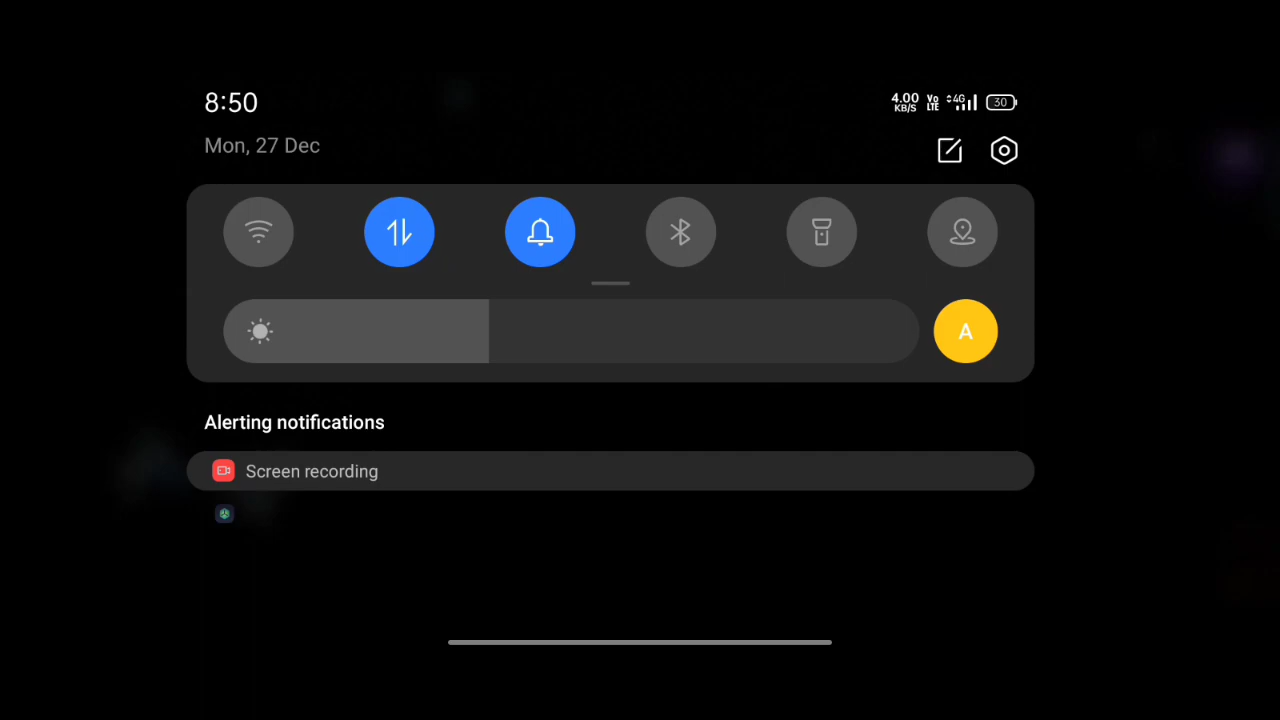 8:50
4.00 KB/S Vo LTE 4G 30
Mon, 27 Dec
A
Alerting notifications
Screen recording